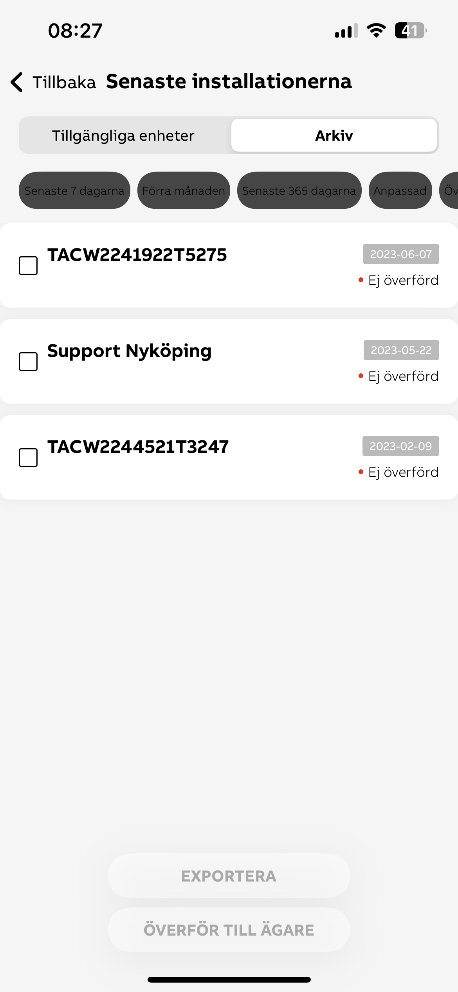 08:27
41
Tillbaka Senaste installationerna
Tillgängliga enheter Arkiv
Senaste 7 dagarna Förra månaden Senaste 365 dagarna Anpassad Öv
TACW2241922T5275 2023-06-07
Ej överförd
Support Nyköping 2023-05-22
Ej överförd
TACW2244521T3247 2023-02-09
Ej överförd
EXPORTERA
ÖVERFÖR TILL ÄGARE